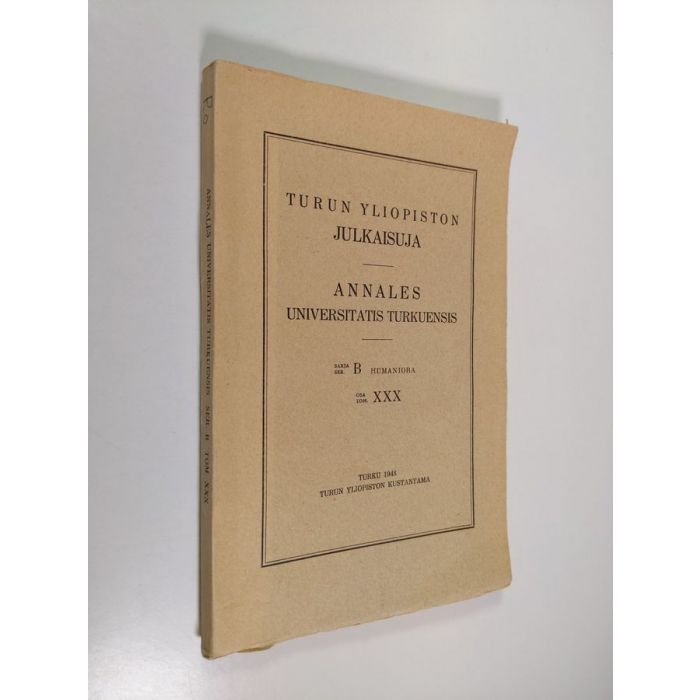 TURUN YLIOPISTON
JULKAISUJA
ANNALES
UNIVERSITATIS TURKUENSIS
SARJA
SER. B HUMANIORA
OSA
TOM. XXX
TURKU 1948
TURUN YLIOPISTON KUSTANTAMA
ANNALES UNIVERSITATIS TURKUENSIS SER. B TOM XXX